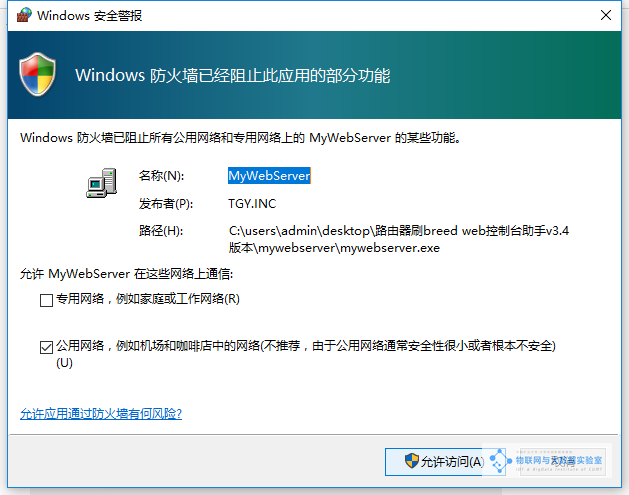 Windows 安全警报
Windows 防火墙已经阻止此应用的部分功能
Windows 防火墙已阻止所有公用网络和专用网络上的 MyWebServer 的某些功能。
名称(N): MyWebServer
发布者(P): TGY.INC
路径(H): C:\users\admin\desktop\路由器刷breed web控制台助手v3.4
版本\mywebserver\mywebserver.exe
允许 MyWebServer 在这些网络上通信:
专用网络，例如家庭或工作网络(R)
公用网络，例如机场和咖啡店中的网络(不推荐，由于公用网络通常安全性很小或者根本不安全)
(U)
允许应用通过防火墙有何风险?
允许访问(A)
物联网与大数据实验室